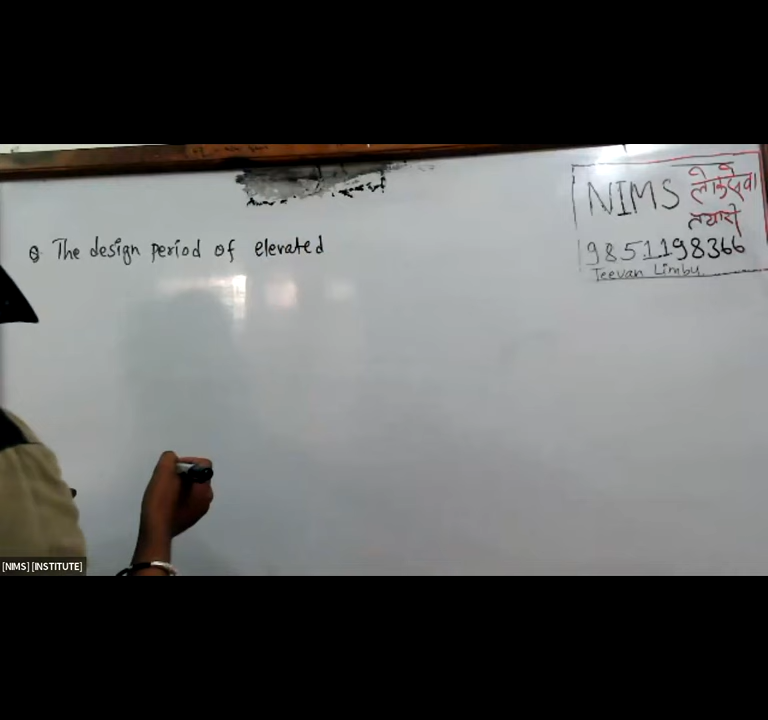 Q The design period of elevated
NIMS लोकसेवा
तयारी
9851198366
Jeevan Limbu
[NIMS] [INSTITUTE]